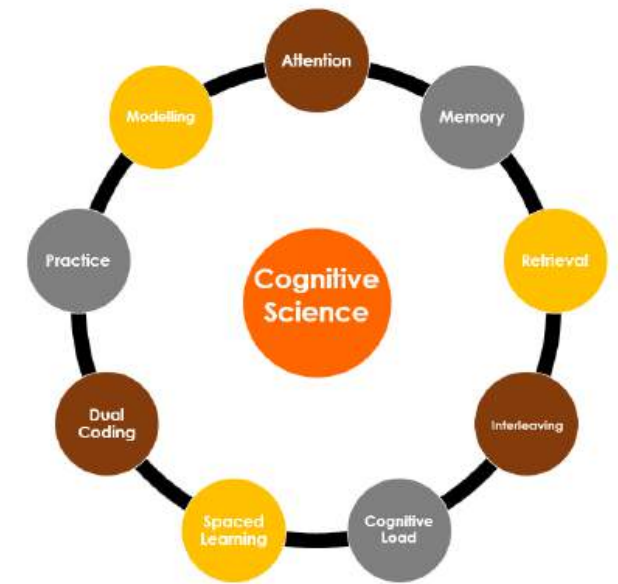 Attention
Memory
Retrieval
Interleaving
Cognitive
Load
Spaced
Learning
Dual
Coding
Practice
Modelling
Cognitive
Science